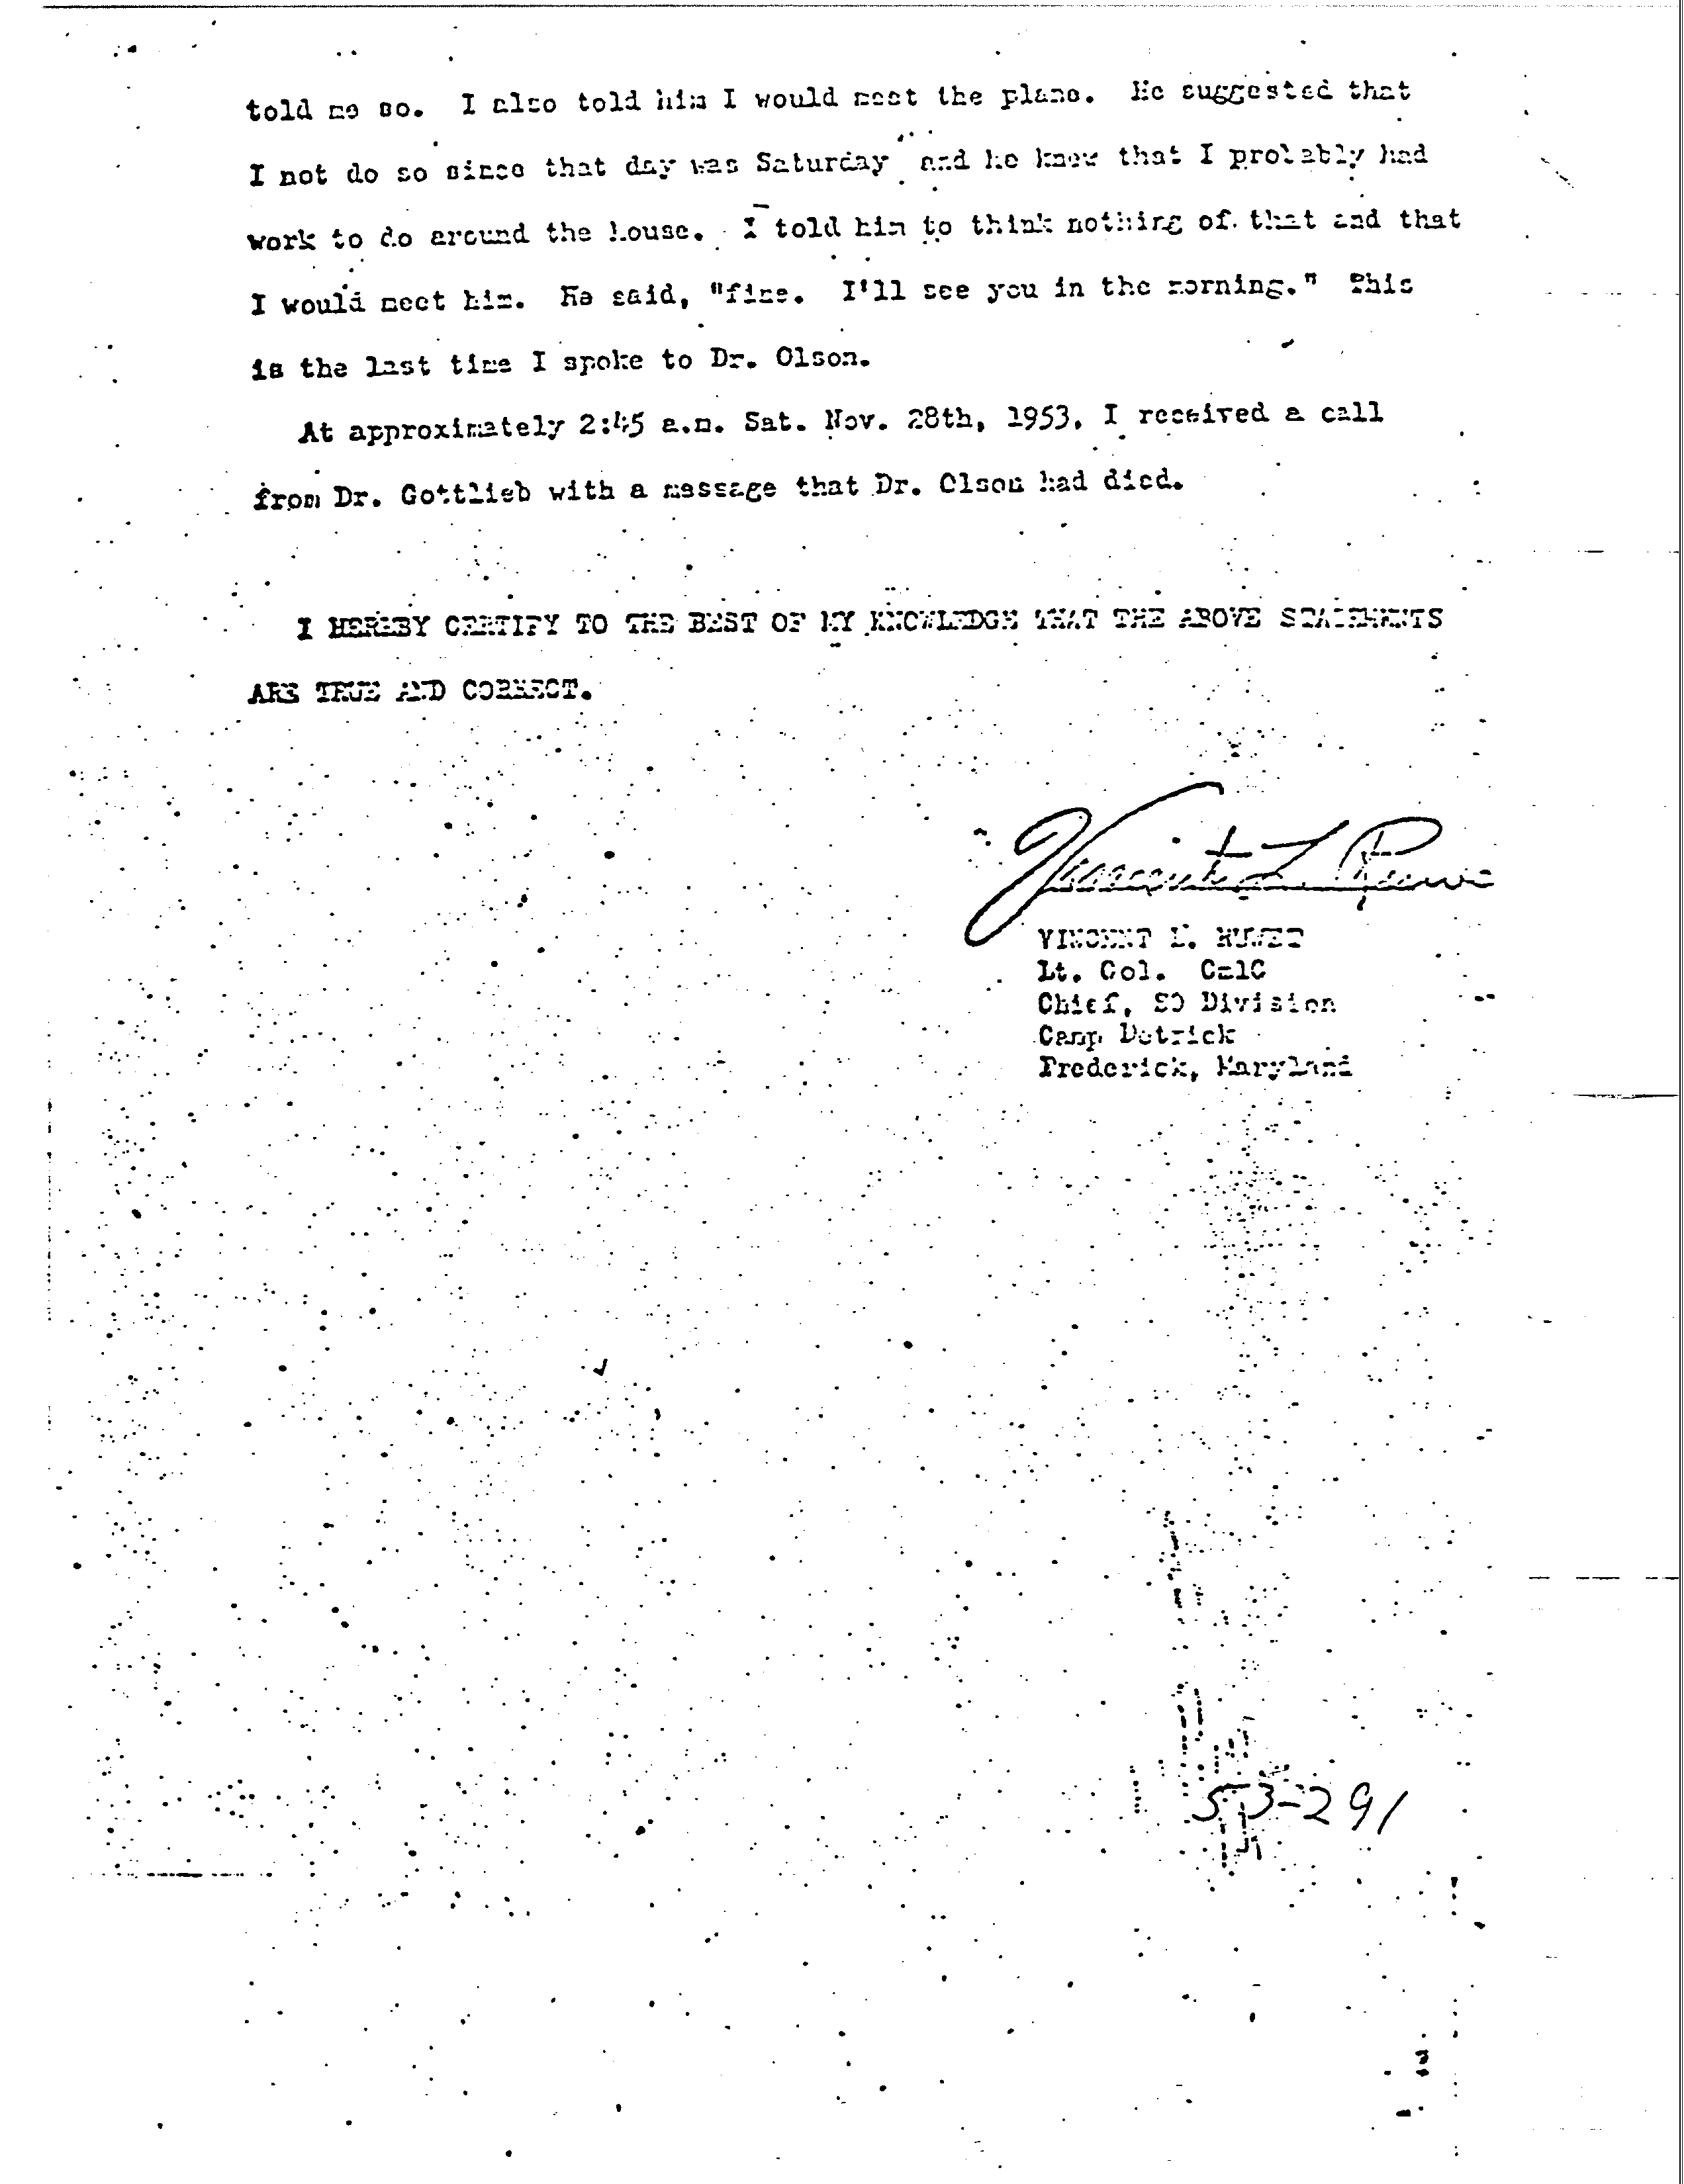 told me so. I also told him I would meet the plane. He suggested that
I not do so since that day was Saturday and he knew that I probably had
work to do around the house. I told him to think nothing of that and that
I would meet him. He said, "fine. I'll see you in the morning." This
is the last time I spoke to Dr. Olson.
At approximately 2:45 a.m. Sat. Nov. 28th, 1953, I received a call
from Dr. Gottlieb with a message that Dr. Olson had died.
I HEREBY CERTIFY TO THE BEST OF MY KNOWLEDGE THAT THE ABOVE STATEMENTS
ARE TRUE AND CORRECT.
Vincent L. Ruwet
VINCENT L. RUWET
Lt. Col. CmlC
Chief, SO Division
Camp Detrick
Frederick, Maryland
53-291